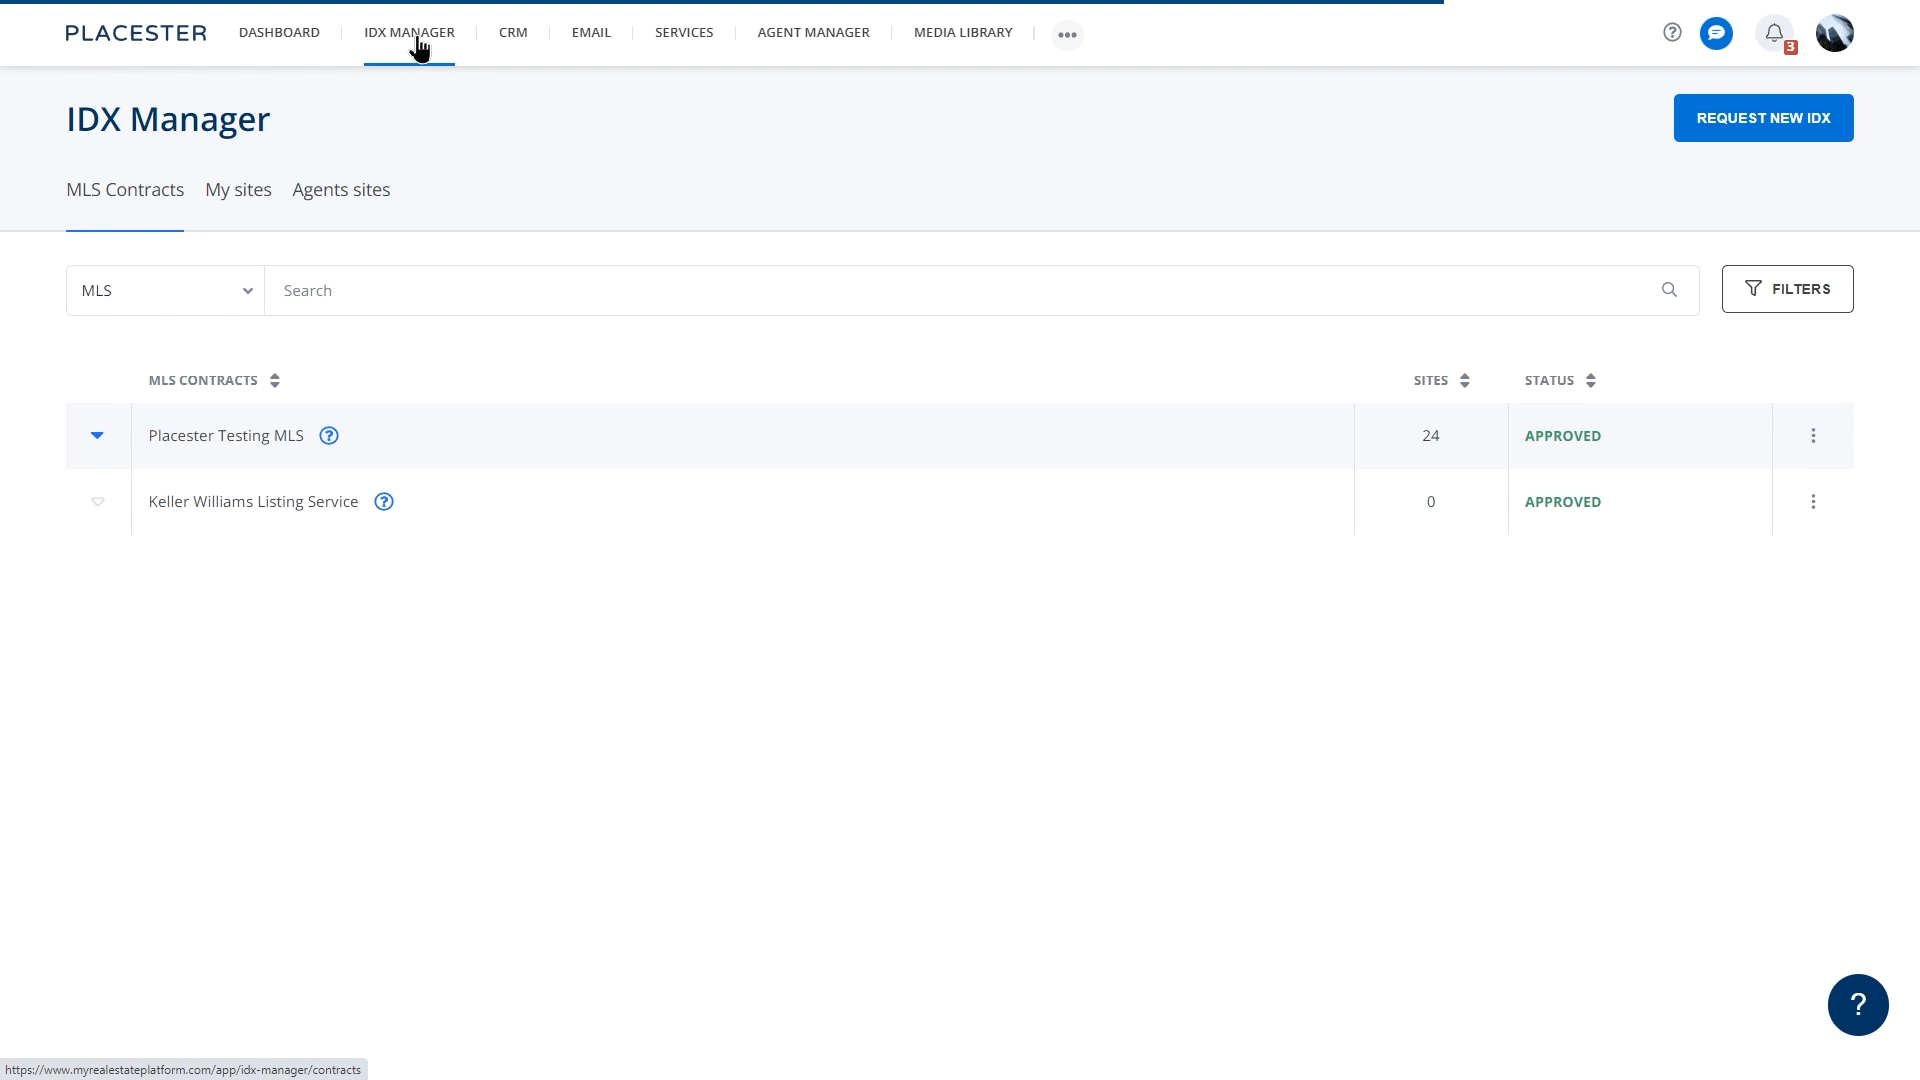 PLACESTER DASHBOARD IDX MANAGER CRM EMAIL SERVICES AGENT MANAGER MEDIA LIBRARY ••• ? 3
IDX Manager REQUEST NEW IDX
MLS Contracts My sites Agents sites
MLS Search FILTERS
MLS CONTRACTS SITES STATUS
Placester Testing MLS ? 24 APPROVED
Keller Williams Listing Service ? 0 APPROVED
?
https://www.myrealestateplatform.com/app/idx-manager/contracts